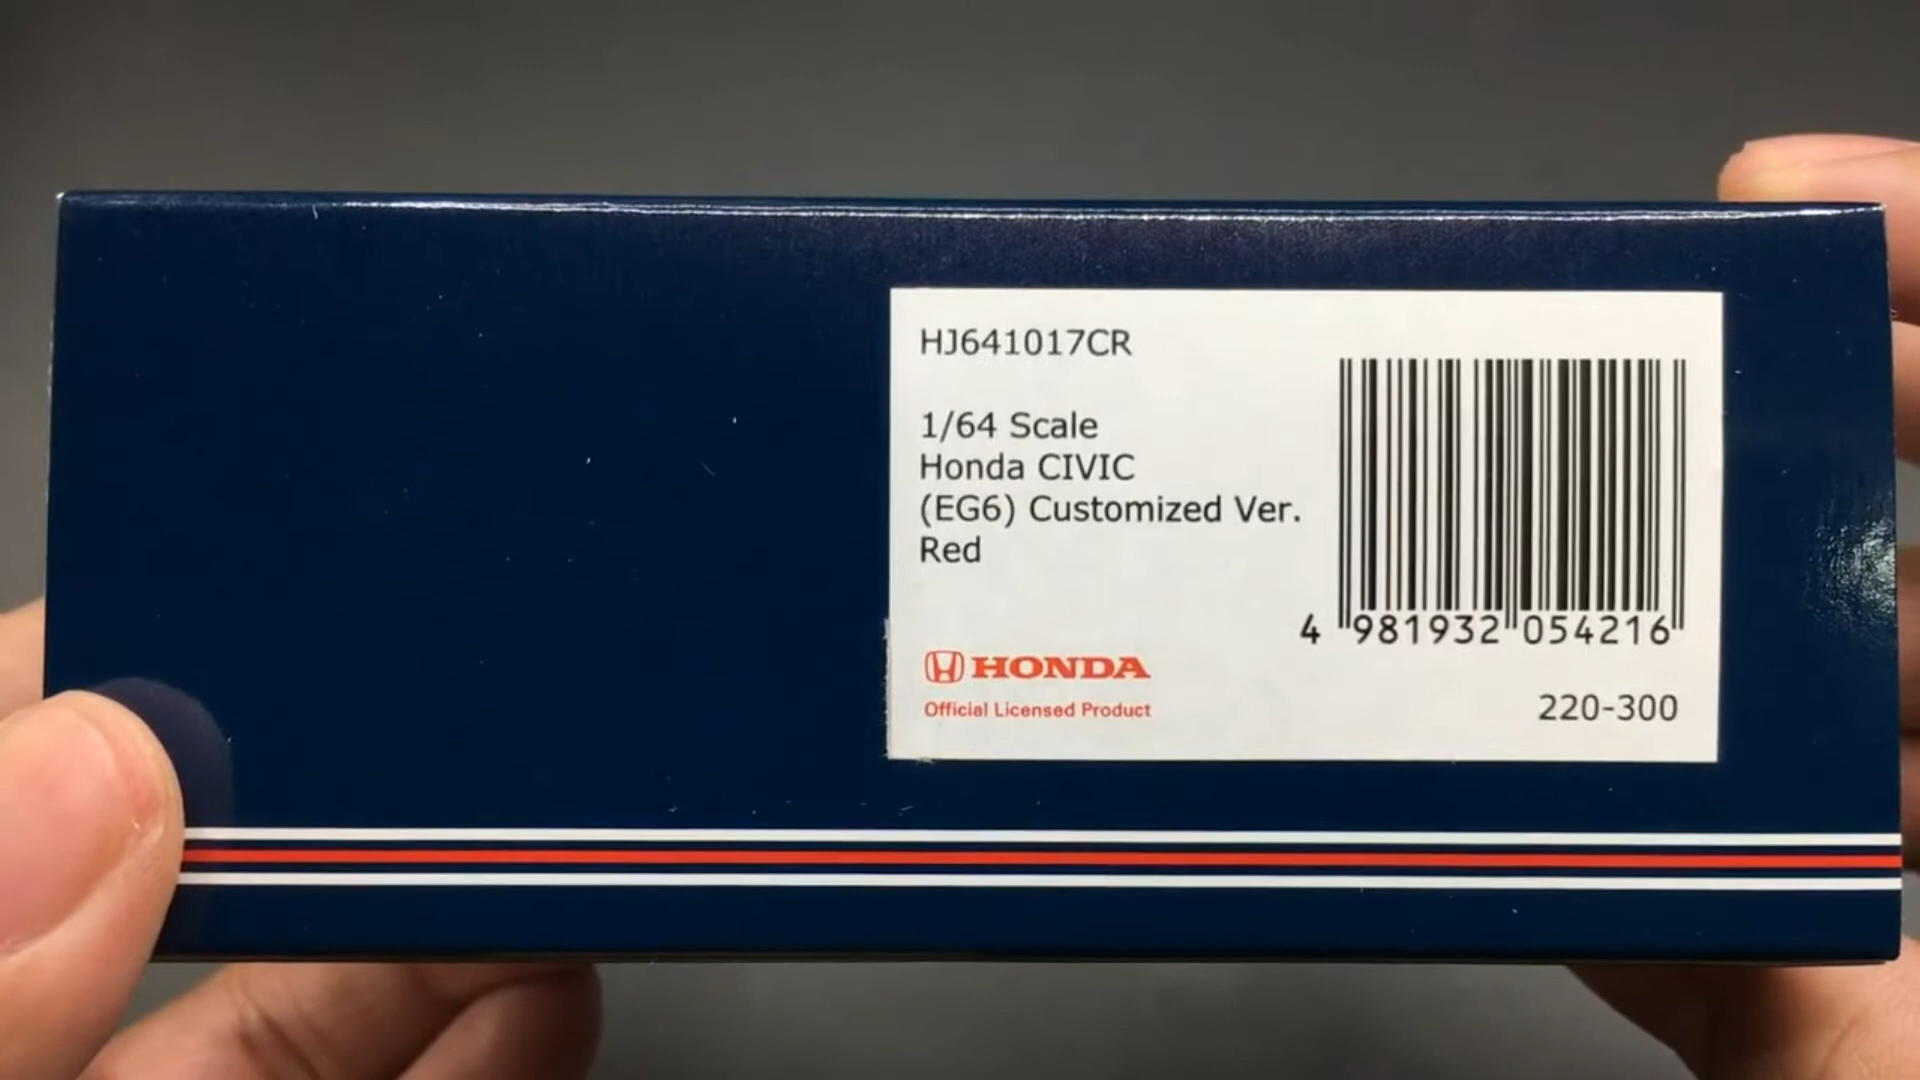 HJ641017CR
1/64 Scale
Honda CIVIC
(EG6) Customized Ver.
Red
4 981932 054216
HONDA
Official Licensed Product
220-300